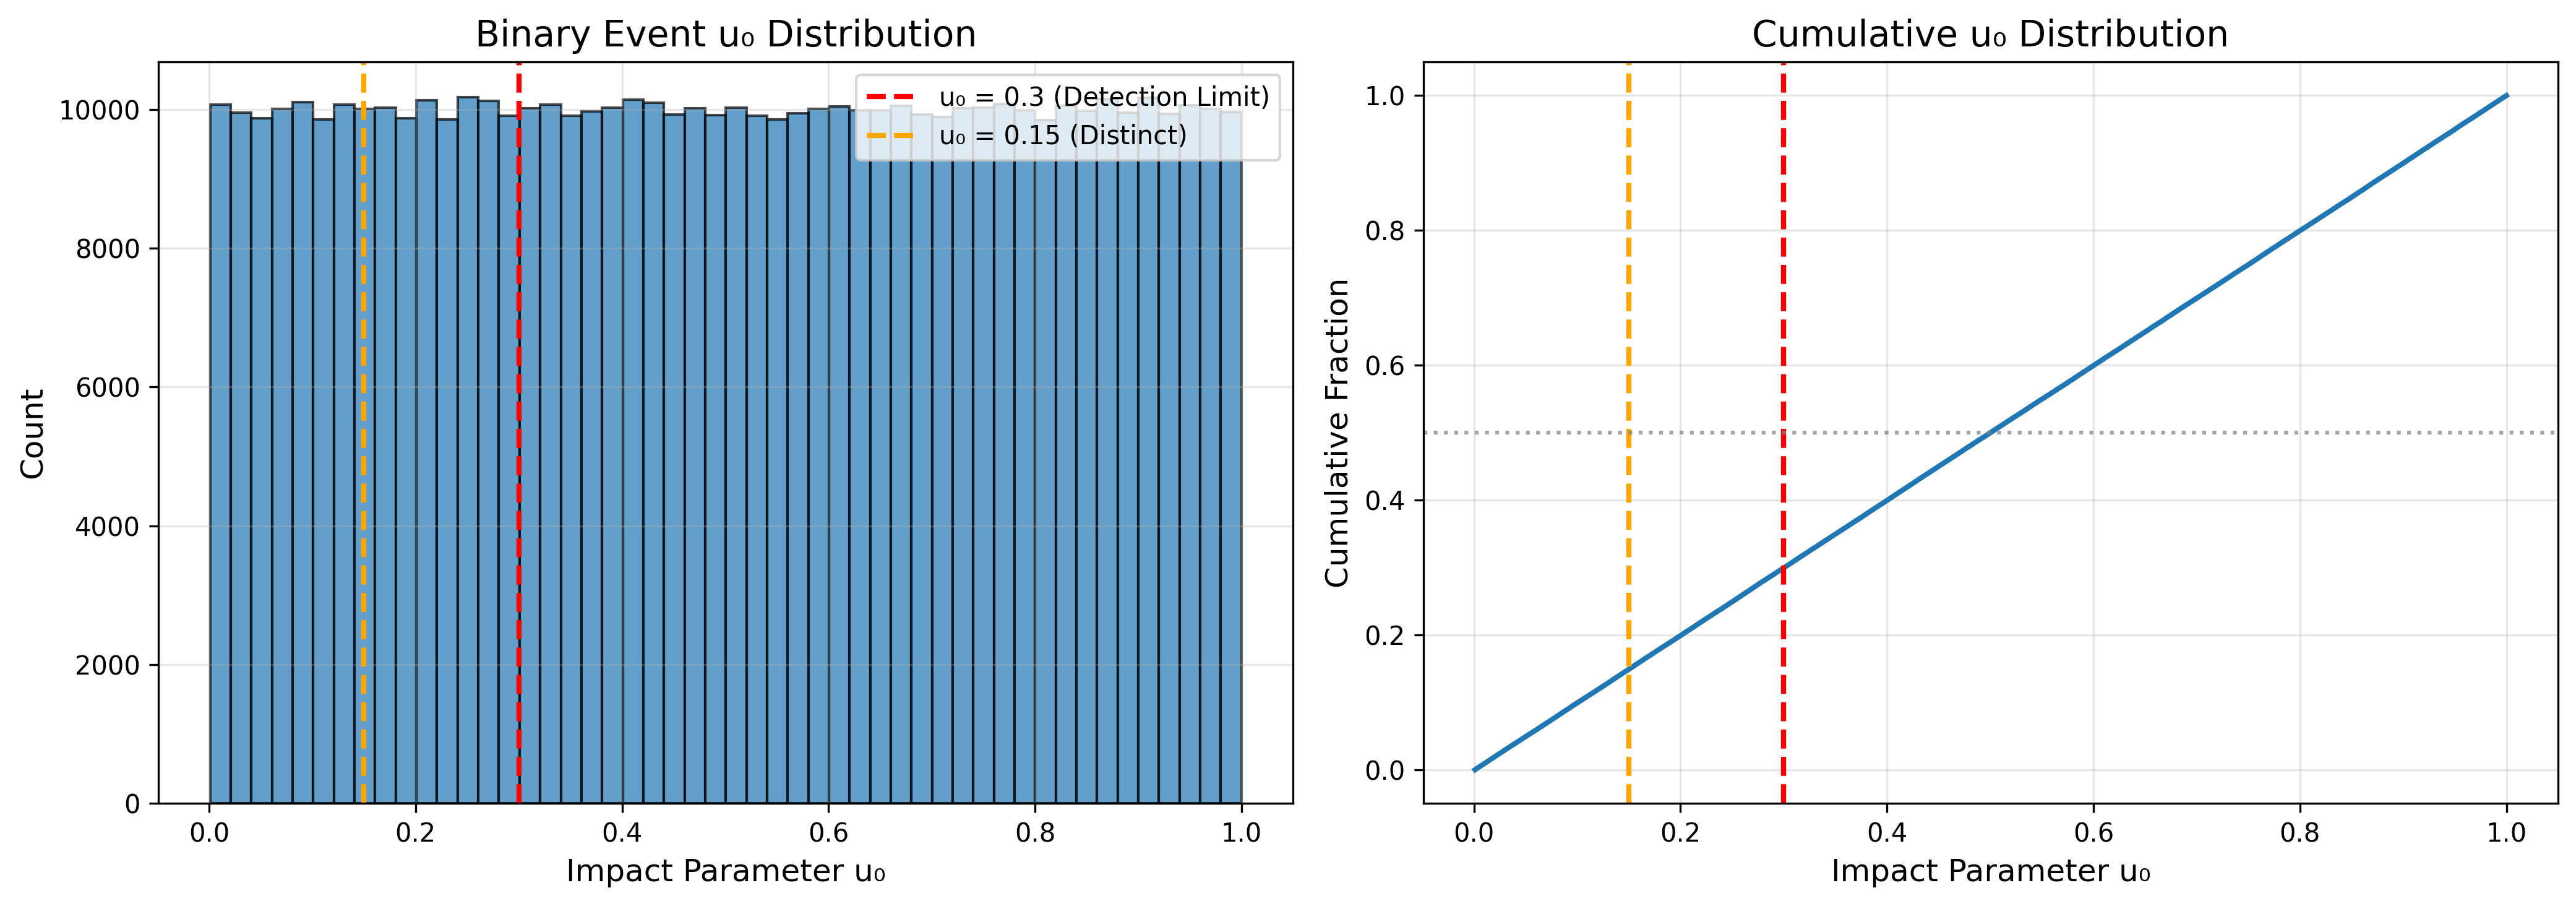 Binary Event u₀ Distribution
u₀ = 0.3 (Detection Limit)
u₀ = 0.15 (Distinct)
Count
10000
8000
6000
4000
2000
0
0.0 0.2 0.4 0.6 0.8 1.0
Impact Parameter u₀
Cumulative u₀ Distribution
Cumulative Fraction
1.0
0.8
0.6
0.4
0.2
0.0
0.0 0.2 0.4 0.6 0.8 1.0
Impact Parameter u₀